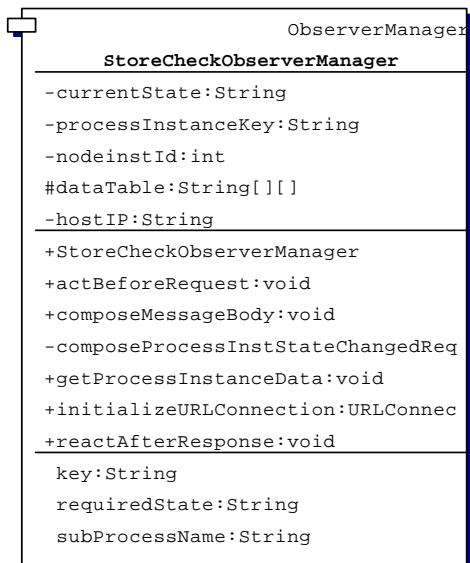 ObserverManager
StoreCheckObserverManager
-currentState:String
-processInstanceKey:String
-nodeinstId:int
#dataTable:String[][]
-hostIP:String
+StoreCheckObserverManager
+actBeforeRequest:void
+composeMessageBody:void
-composeProcessInstStateChangedReq
+getProcessInstanceData:void
+initializeURLConnection:URLConnec
+reactAfterResponse:void
key:String
requiredState:String
subProcessName:String